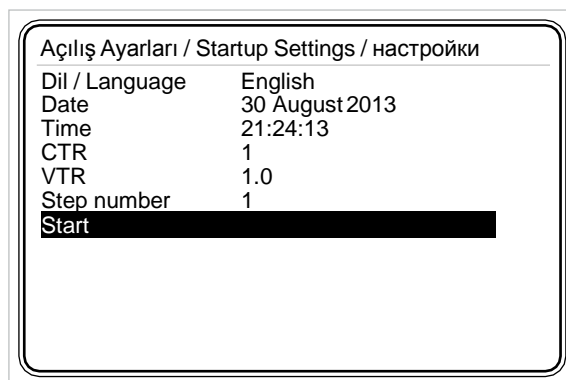 Açılış Ayarları / Startup Settings / настройки
Dil / Language English
Date 30 August 2013
Time 21:24:13
CTR 1
VTR 1.0
Step number 1
Start